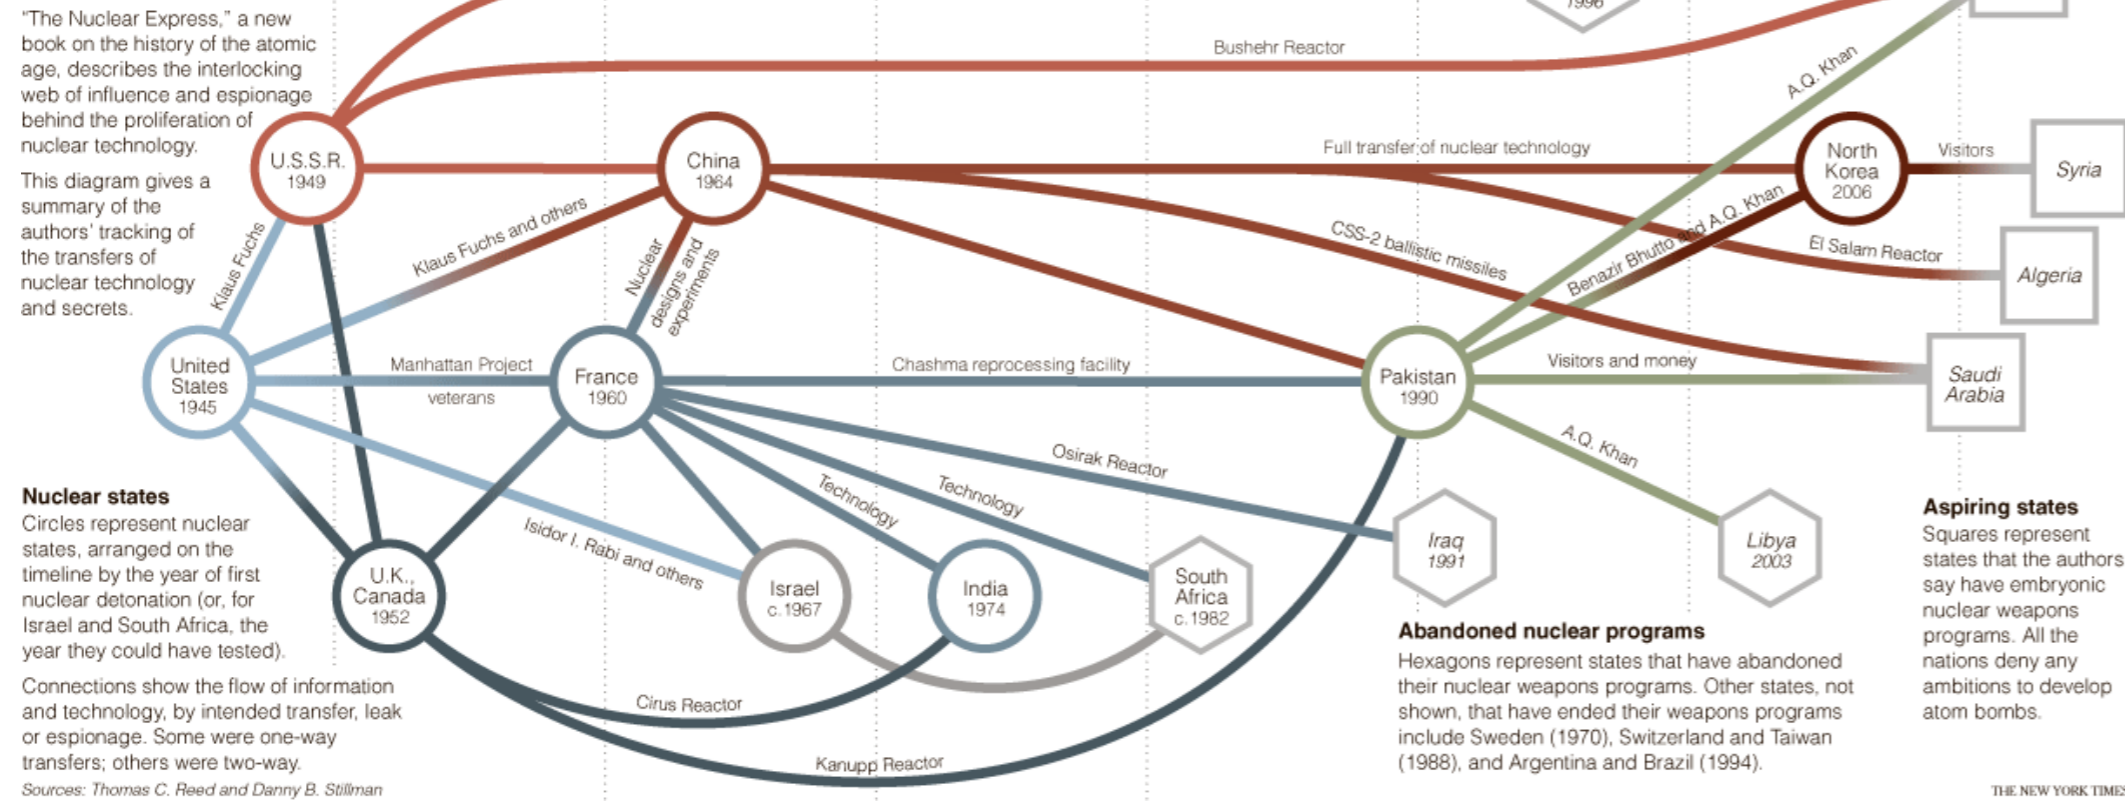 "The Nuclear Express," a new
book on the history of the atomic
age, describes the interlocking
web of influence and espionage
behind the proliferation of
nuclear technology.
This diagram gives a
summary of the
authors' tracking of
the transfers of
nuclear technology
and secrets.
1996
Bushehr Reactor
A.Q. Khan
U.S.S.R.
1949
China
1964
Full transfer of nuclear technology
North
Korea
2006
Visitors
Syria
Klaus Fuchs
Klaus Fuchs and others
Nuclear
designs and
experiments
CSS-2 ballistic missiles
Benazir Bhutto and A.Q. Khan
El Salam Reactor
Algeria
United
States
1945
Manhattan Project
veterans
France
1960
Chashma reprocessing facility
Pakistan
1990
Visitors and money
Saudi
Arabia
Isidor I. Rabi and others
Technology
Technology
Osirak Reactor
A.Q. Khan
Iraq
1991
Libya
2003
U.K.,
Canada
1952
Israel
c.1967
India
1974
South
Africa
c.1982
Cirus Reactor
Kanupp Reactor
Nuclear states
Circles represent nuclear
states, arranged on the
timeline by the year of first
nuclear detonation (or, for
Israel and South Africa, the
year they could have tested).
Connections show the flow of information
and technology, by intended transfer, leak
or espionage. Some were one-way
transfers; others were two-way.
Sources: Thomas C. Reed and Danny B. Stillman
Abandoned nuclear programs
Hexagons represent states that have abandoned
their nuclear weapons programs. Other states, not
shown, that have ended their weapons programs
include Sweden (1970), Switzerland and Taiwan
(1988), and Argentina and Brazil (1994).
Aspiring states
Squares represent
states that the authors
say have embryonic
nuclear weapons
programs. All the
nations deny any
ambitions to develop
atom bombs.
THE NEW YORK TIMES